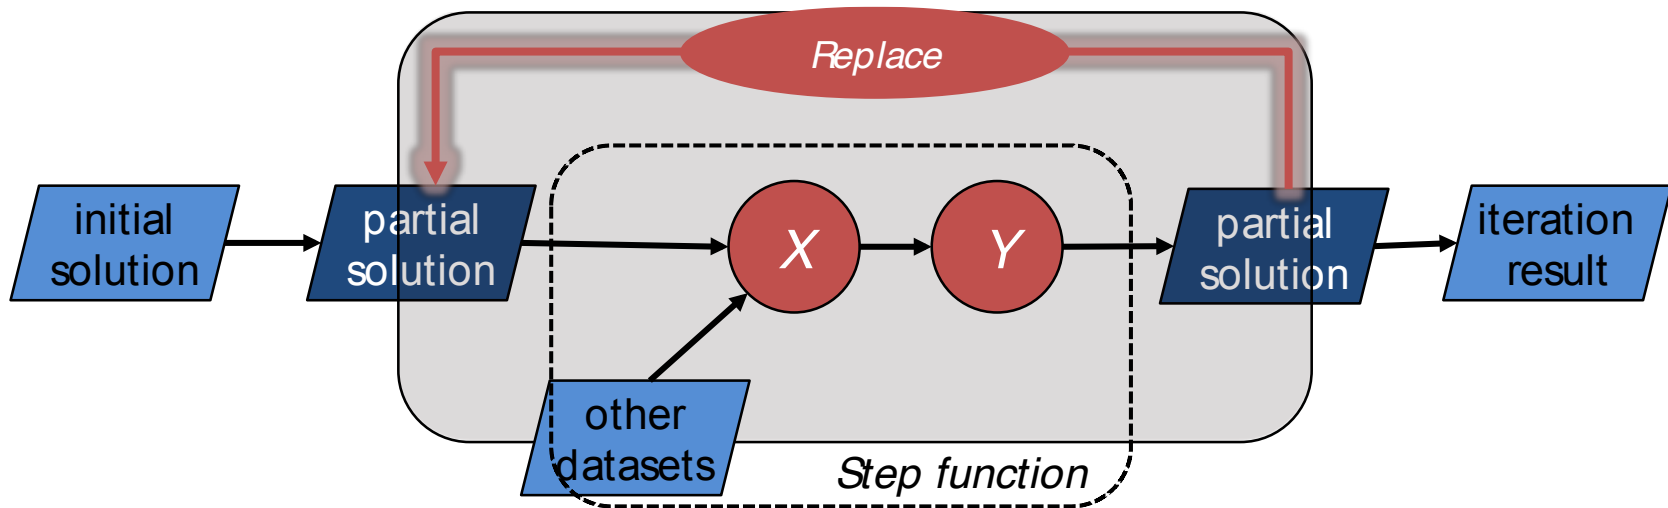 Replace
initial
solution
partial
solution
X
Y
partial
solution
iteration
result
other
datasets
Step function